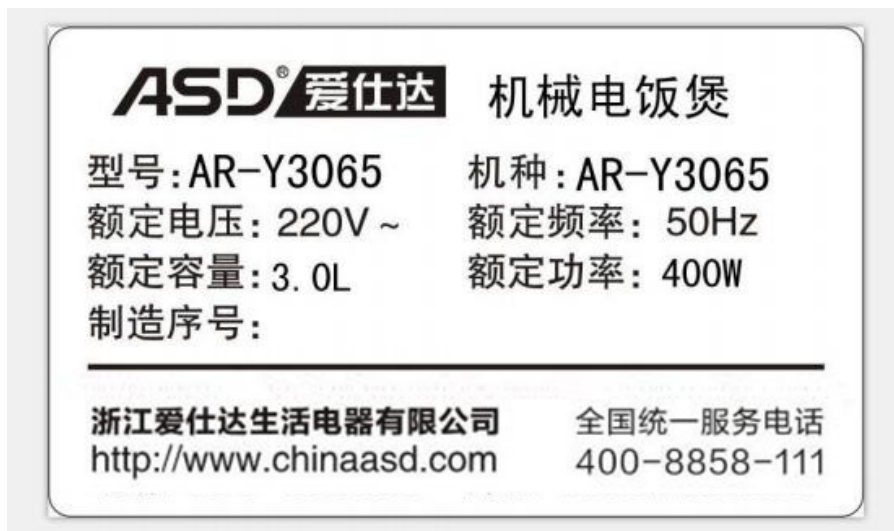 ASD®爱仕达 机械电饭煲
型号:AR-Y3065 机种:AR-Y3065
额定电压:220V~ 额定频率:50Hz
额定容量:3.0L 额定功率:400W
制造序号:
浙江爱仕达生活电器有限公司 全国统一服务电话
http://www.chinaasd.com 400-8858-111